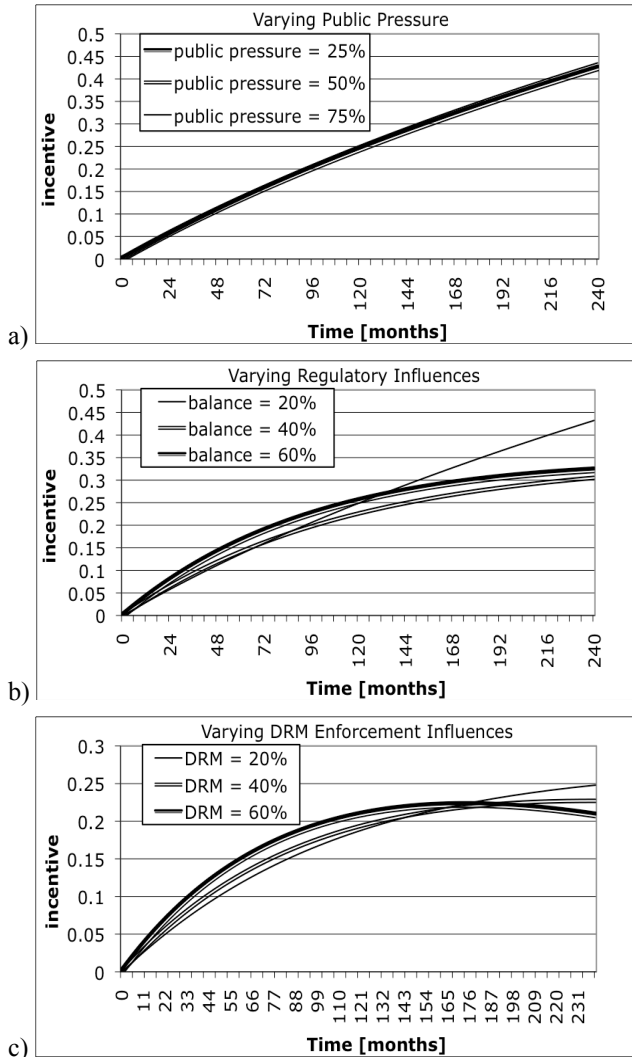 Varying Public Pressure
0.5
0.45
0.4
0.35
0.3
0.25
0.2
0.15
0.1
0.05
0
incentive
public pressure = 25%
public pressure = 50%
public pressure = 75%
0 24 48 72 96 120 144 168 192 216 240
Time [months]
a)
Varying Regulatory Influences
0.5
0.45
0.4
0.35
0.3
0.25
0.2
0.15
0.1
0.05
0
incentive
balance = 20%
balance = 40%
balance = 60%
0 24 48 72 96 120 144 168 192 216 240
Time [months]
b)
Varying DRM Enforcement Influences
0.3
0.25
0.2
0.15
0.1
0.05
0
incentive
DRM = 20%
DRM = 40%
DRM = 60%
0 11 22 33 44 55 66 77 88 99 110 121 132 143 154 165 176 187 198 209 220 231
Time [months]
c)